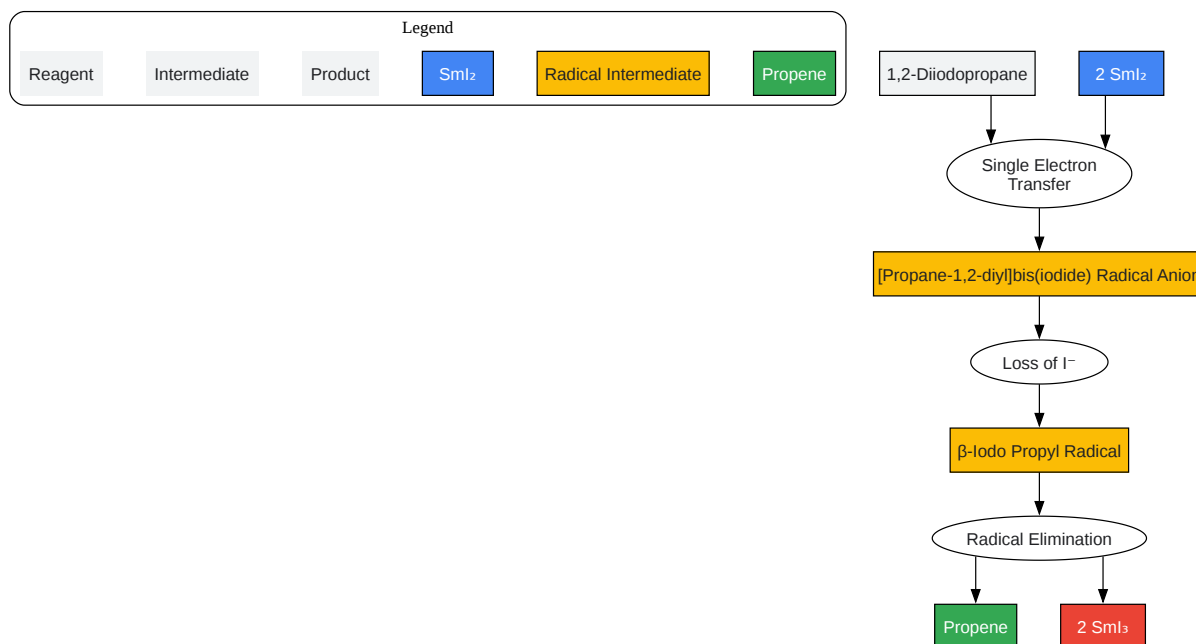 Legend
Reagent
Intermediate
Product
SmI₂
Radical Intermediate
Propene
1,2-Diiodopropane
2 SmI₂
Single Electron
Transfer
[Propane-1,2-diyl]bis(iodide) Radical Anion
Loss of I⁻
β-Iodo Propyl Radical
Radical Elimination
Propene
2 SmI₃